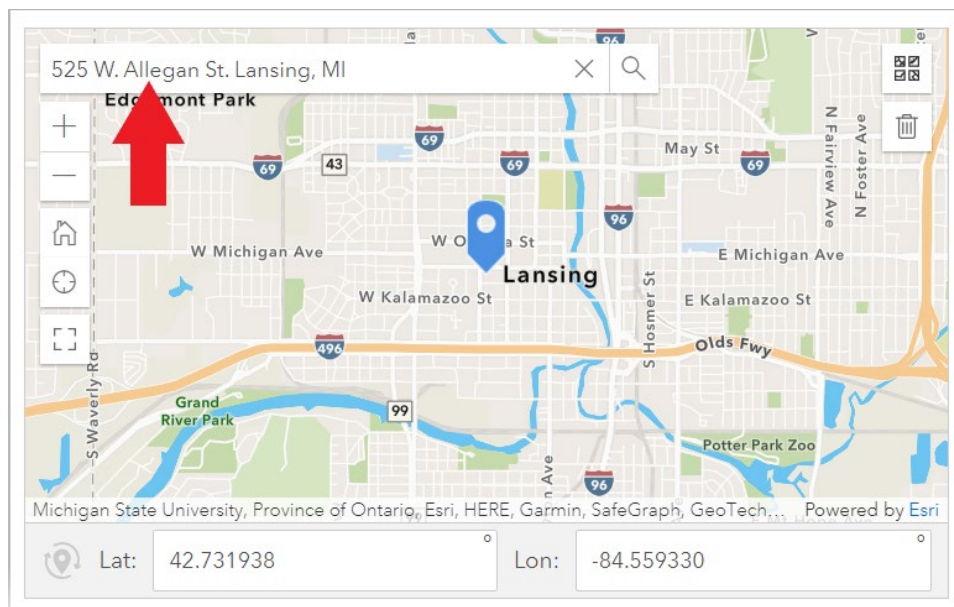 525 W. Allegan St. Lansing, MI
96
Edgemont Park
43
69
69
69
May St
69
N Fairview Ave
N Foster Ave
96
W Michigan Ave
W O a St
E Michigan Ave
Lansing
W Kalamazoo St
E Kalamazoo St
S Hosmer St
496
Olds Fwy
S Waverly Rd
Grand
River Park
99
Potter Park Zoo
n Ave
96
Michigan State University, Province of Ontario, Esri, HERE, Garmin, SafeGraph, GeoTech... Powered by Esri
Lat: 42.731938 ° Lon: -84.559330 °